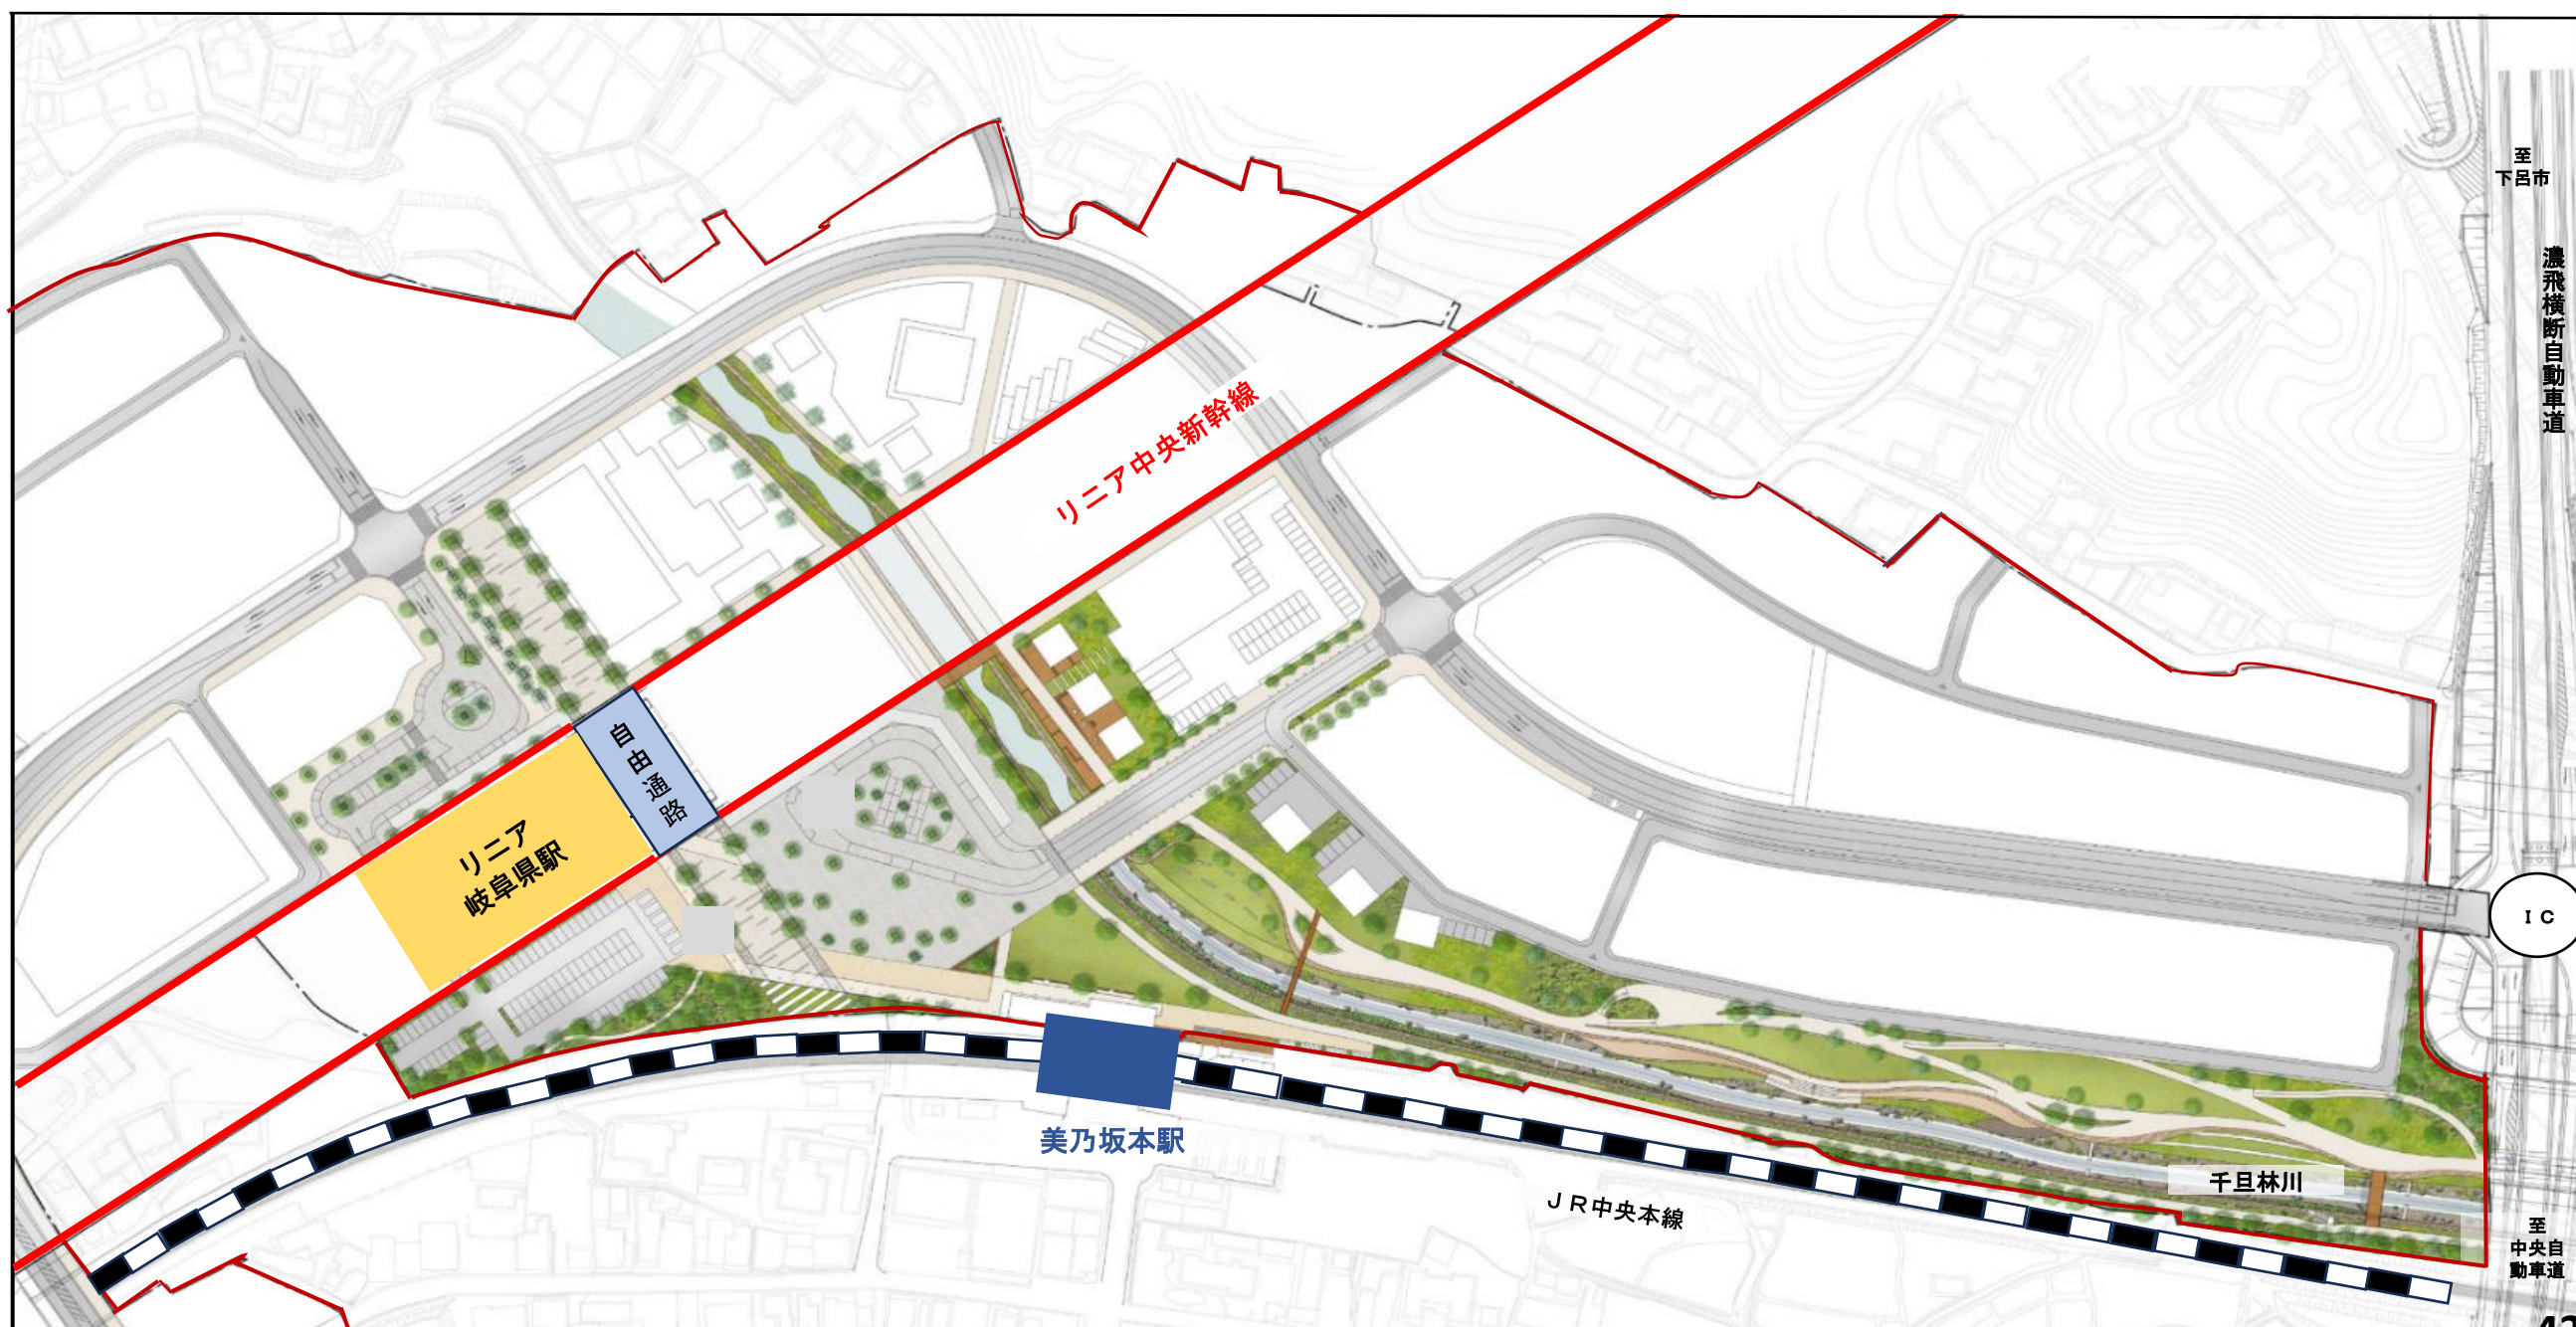 至
下呂市
濃飛横断自動車道
リニア中央新幹線
自由通路
リニア
岐阜県駅
ＩＣ
美乃坂本駅
ＪＲ中央本線
千旦林川
至
中央自
動車道